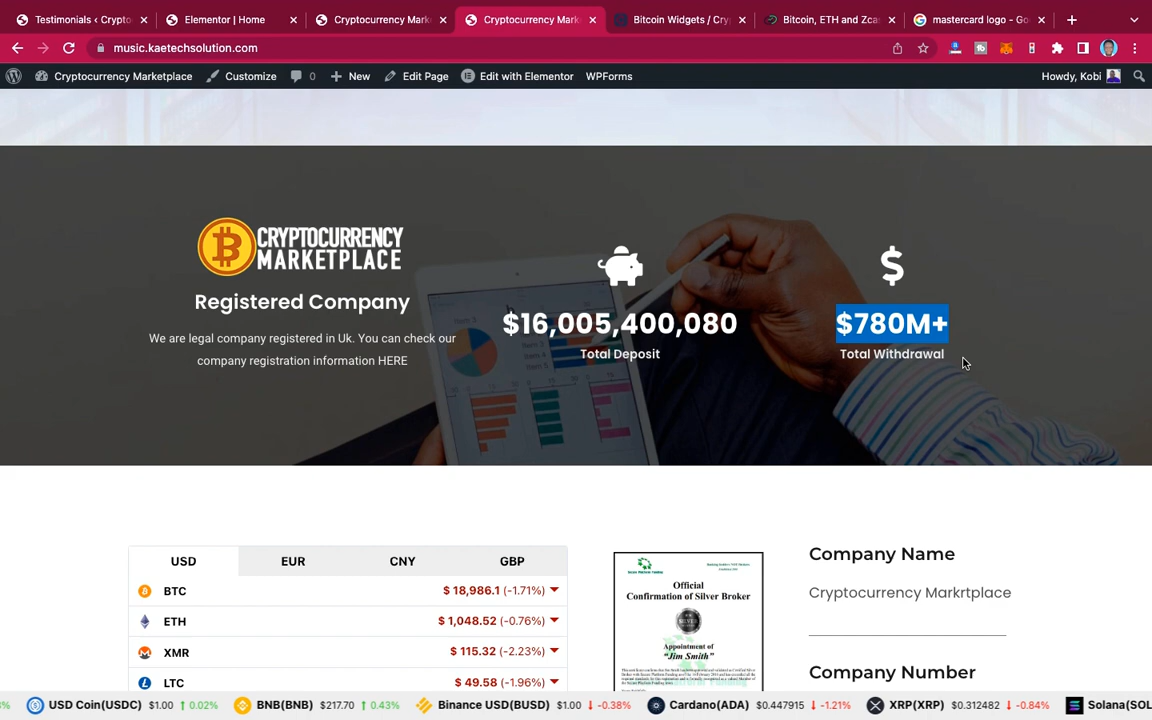 Testimonials ‹ Crypto
Elementor | Home
Cryptocurrency Mark
Cryptocurrency Mark
Bitcoin Widgets / Cry
Bitcoin, ETH and Zca
mastercard logo - Go
music.kaetechsolution.com
Cryptocurrency Marketplace
Customize
0
New
Edit Page
Edit with Elementor
WPForms
Howdy, Kobi
CRYPTOCURRENCY
MARKETPLACE
Registered Company
We are legal company registered in Uk. You can check our
company registration information HERE
$16,005,400,080
Total Deposit
$780M+
Total Withdrawal
USD EUR CNY GBP
BTC $ 18,986.1 (-1.71%)
ETH $ 1,048.52 (-0.76%)
XMR $ 115.32 (-2.23%)
LTC $ 49.58 (-1.96%)
Official
Confirmation of Silver Broker
Appointment of
"Jim Smith"
Company Name
Cryptocurrency Markrtplace
Company Number
USD Coin(USDC) $1.00 ↑ 0.02% BNB(BNB) $217.70 ↑ 0.43% Binance USD(BUSD) $1.00 ↓ -0.38% Cardano(ADA) $0.447915 ↓ -1.21% XRP(XRP) $0.312482 ↓ -0.84% Solana(SOL